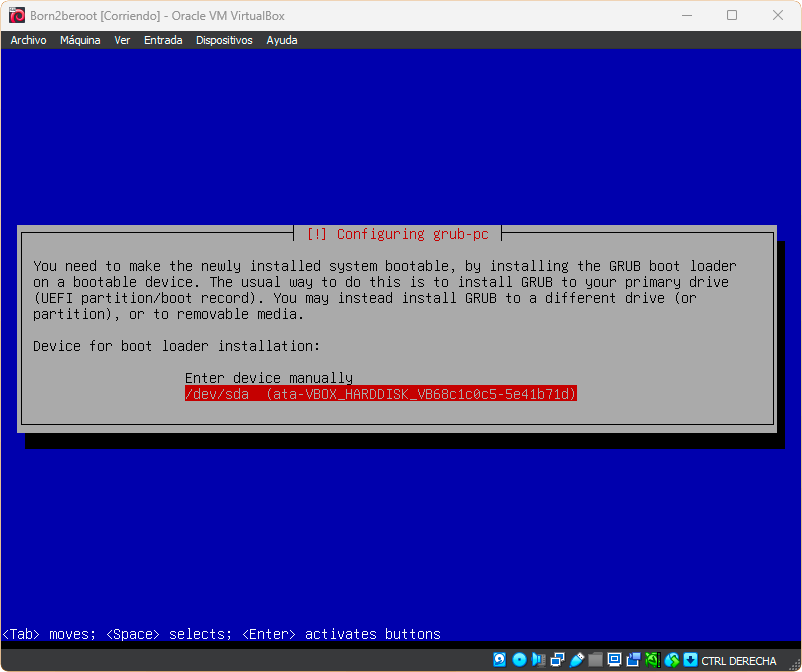 Born2beroot [Corriendo] - Oracle VM VirtualBox
Archivo Máquina Ver Entrada Dispositivos Ayuda
[!] Configuring grub-pc
You need to make the newly installed system bootable, by installing the GRUB boot loader
on a bootable device. The usual way to do this is to install GRUB to your primary drive
(UEFI partition/boot record). You may instead install GRUB to a different drive (or
partition), or to removable media.
Device for boot loader installation:
Enter device manually
/dev/sda (ata-VBOX_HARDDISK_VB68c1c0c5-5e41b71d)
<Tab> moves; <Space> selects; <Enter> activates buttons
CTRL DERECHA